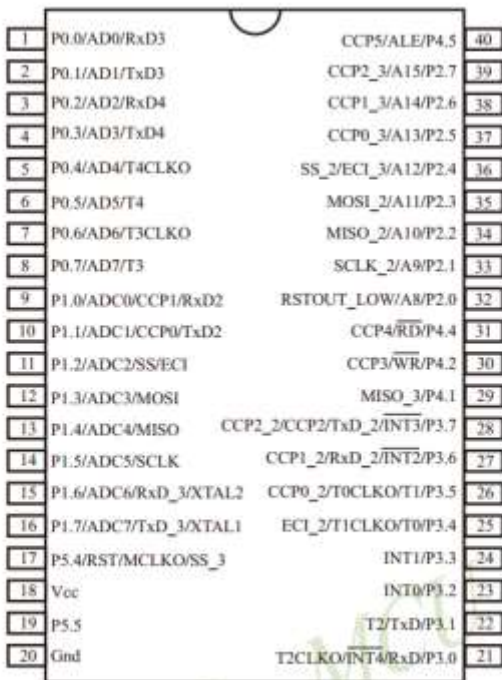 1 P0.0/AD0/RxD3 CCP5/ALE/P4.5 40
2 P0.1/AD1/TxD3 CCP2_3/A15/P2.7 39
3 P0.2/AD2/RxD4 CCP1_3/A14/P2.6 38
4 P0.3/AD3/TxD4 CCP0_3/A13/P2.5 37
5 P0.4/AD4/T4CLKO SS_2/ECI_3/A12/P2.4 36
6 P0.5/AD5/T4 MOSI_2/A11/P2.3 35
7 P0.6/AD6/T3CLKO MISO_2/A10/P2.2 34
8 P0.7/AD7/T3 SCLK_2/A9/P2.1 33
9 P1.0/ADC0/CCP1/RxD2 RSTOUT_LOW/A8/P2.0 32
10 P1.1/ADC1/CCP0/TxD2 CCP4/RD/P4.4 31
11 P1.2/ADC2/SS/ECI CCP3/WR/P4.2 30
12 P1.3/ADC3/MOSI MISO_3/P4.1 29
13 P1.4/ADC4/MISO CCP2_2/CCP2/TxD_2/INT3/P3.7 28
14 P1.5/ADC5/SCLK CCP1_2/RxD_2/INT2/P3.6 27
15 P1.6/ADC6/RxD_3/XTAL2 CCP0_2/T0CLKO/T1/P3.5 26
16 P1.7/ADC7/TxD_3/XTAL1 ECI_2/T1CLKO/T0/P3.4 25
17 P5.4/RST/MCLKO/SS_3 INT1/P3.3 24
18 Vcc INT0/P3.2 23
19 P5.5 T2/TxD/P3.1 22
20 Gnd T2CLKO/INT4/RxD/P3.0 21
MCU